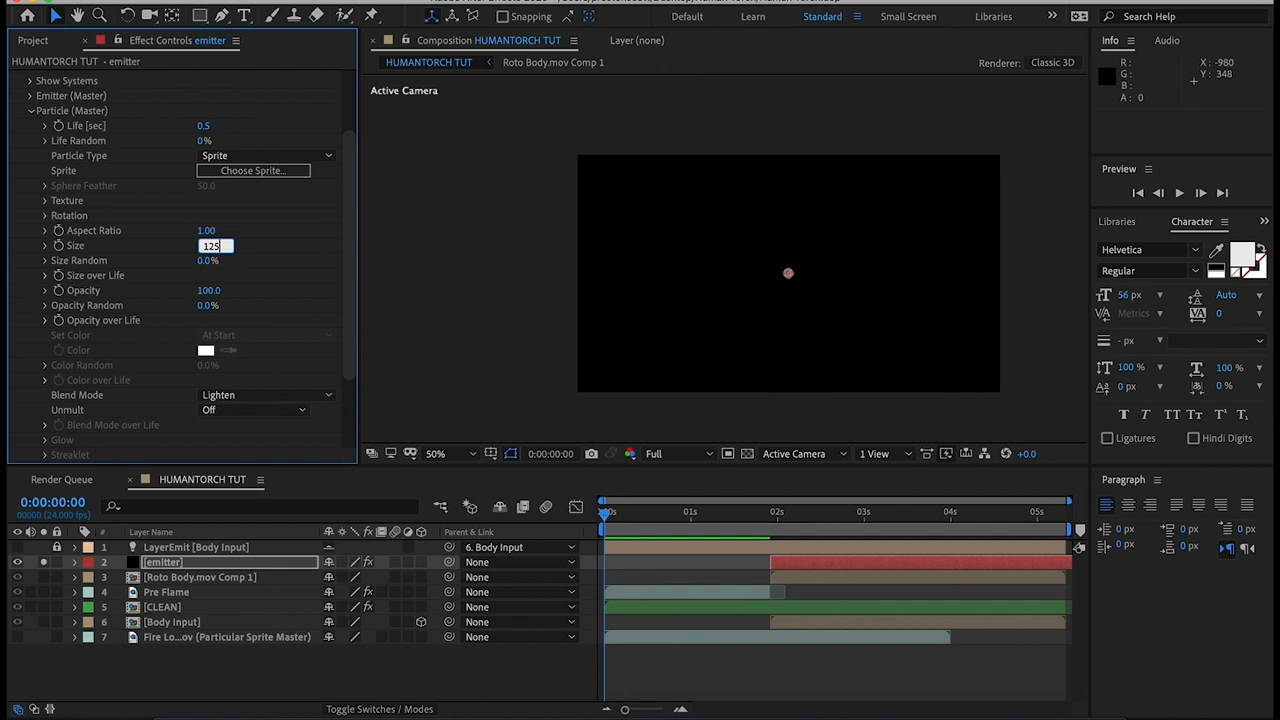 Snapping
Default
Learn
Standard
Small Screen
Libraries
Search Help
Project
Effect Controls emitter
Composition HUMANTORCH TUT
Layer (none)
Info
Audio
HUMANTORCH TUT - emitter
HUMANTORCH TUT
Roto Body.mov Comp 1
Renderer:
Classic 3D
R :
G :
B :
A : 0
X : -980
Y : 348
Active Camera
Show Systems
Emitter (Master)
Particle (Master)
Life [sec] 0.5
Life Random 0%
Particle Type Sprite
Sprite Choose Sprite...
Sphere Feather 50.0
Texture
Rotation
Aspect Ratio 1.00
Size 125
Size Random 0.0%
Size over Life
Opacity 100.0
Opacity Random 0.0%
Opacity over Life
Set Color At Start
Color
Color Random 0.0%
Color over Life
Blend Mode Lighten
Unmult Off
Blend Mode over Life
Glow
Streaklet
Preview
Libraries
Character
Helvetica
Regular
56 px
Auto
Metrics
0
- px
100 %
100 %
0 px
0 %
Ligatures
Hindi Digits
50%
0:00:00:00
Full
Active Camera
1 View
+0.0
Render Queue
HUMANTORCH TUT
Paragraph
0:00:00:00
00000 (24.000 fps)
01s
02s
03s
04s
05s
# Layer Name
Parent & Link
1 LayerEmit [Body Input] 6. Body Input
2 [emitter] None
3 [Roto Body.mov Comp 1] None
4 Pre Flame None
5 [CLEAN] None
6 [Body Input] None
7 Fire Lo...ov (Particular Sprite Master) None
0 px
0 px
0 px
0 px
0 px
Toggle Switches / Modes